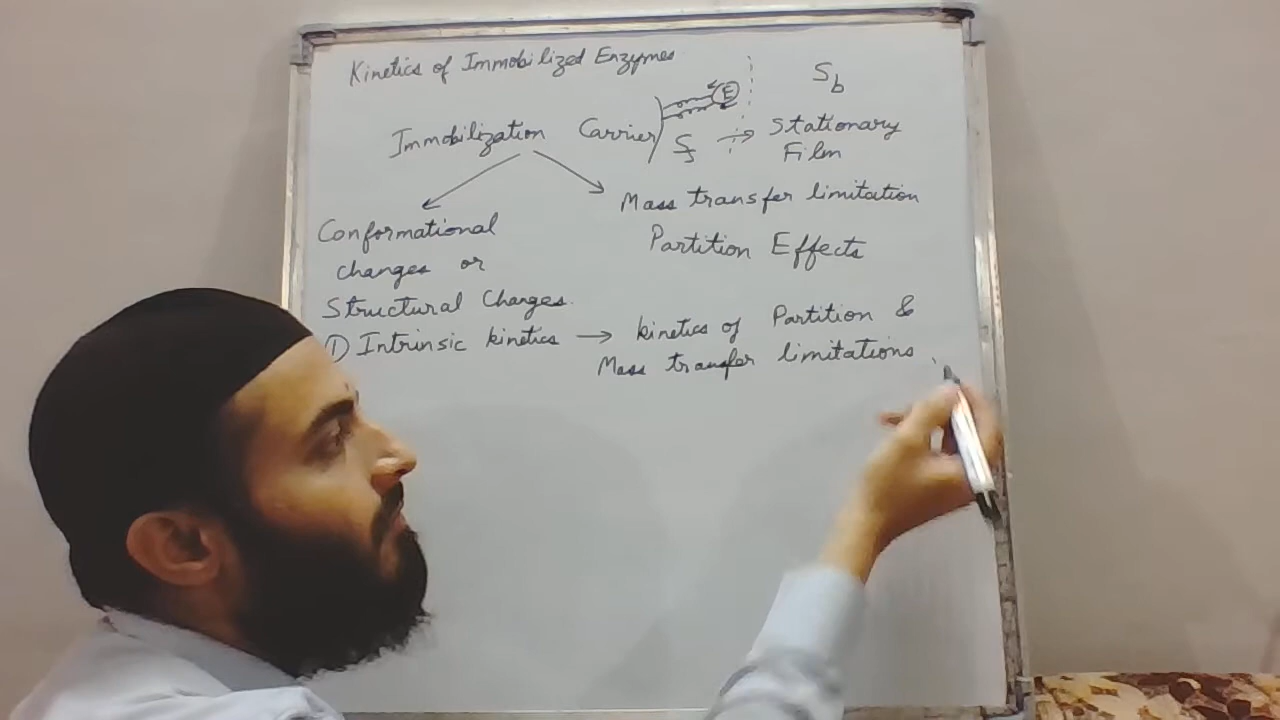 Kinetics of Immobilized Enzymes
E
Sb
Immobilization
Carrier
Sf → Stationary
Film
Mass transfer limitation
Partition Effects
Conformational
changes or
Structural Changes.
① Intrinsic kinetics → kinetics of Partition &
Mass transfer limitations